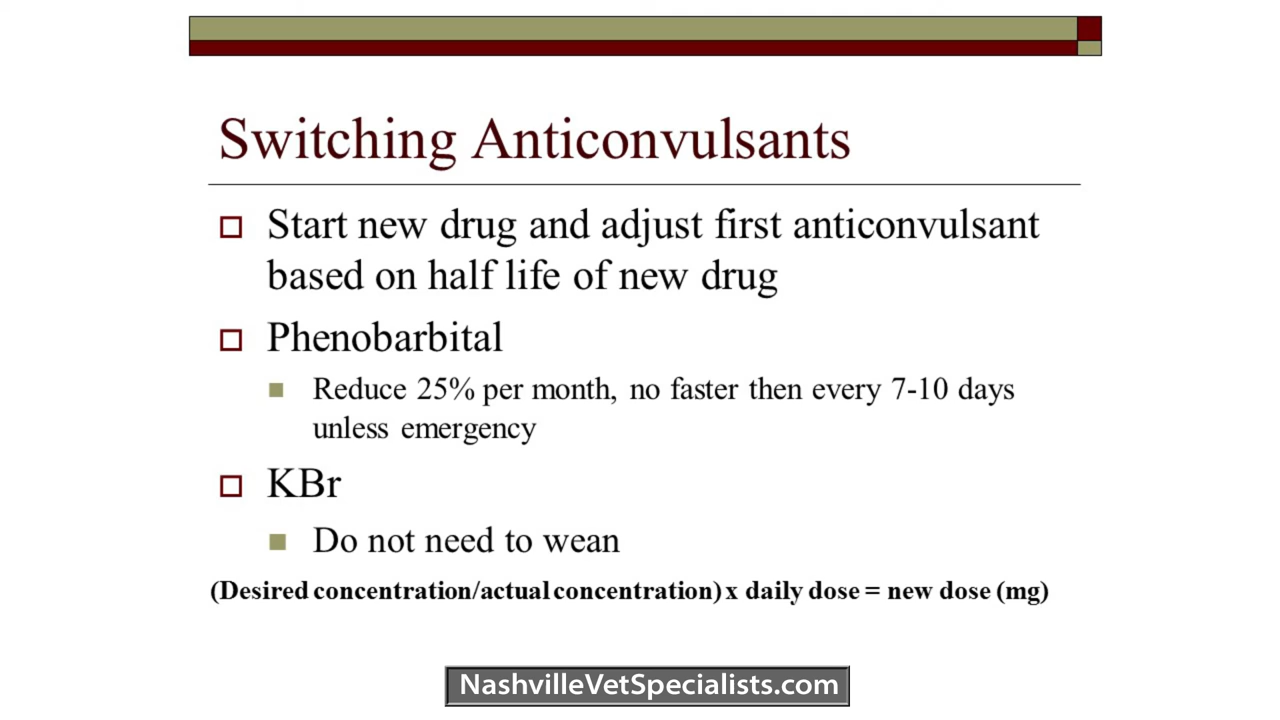 Switching Anticonvulsants
Start new drug and adjust first anticonvulsant
based on half life of new drug
Phenobarbital
Reduce 25% per month, no faster then every 7-10 days
unless emergency
KBr
Do not need to wean
(Desired concentration/actual concentration) x daily dose = new dose (mg)
NashvilleVetSpecialists.com